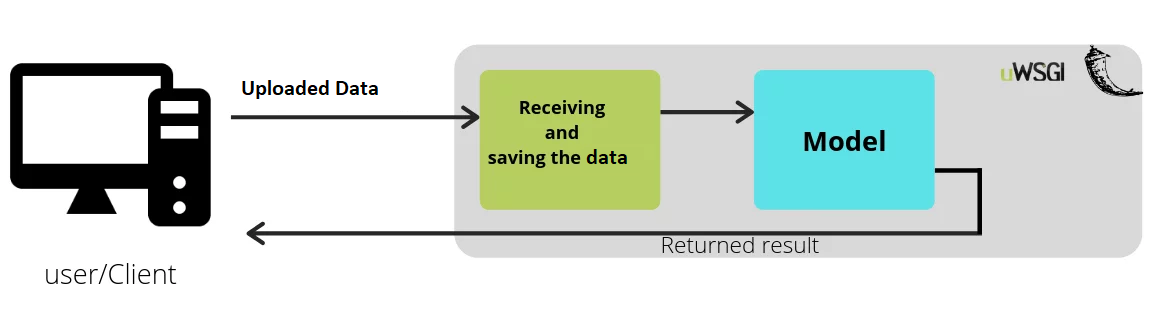 Uploaded Data
Receiving
and
saving the data
Model
uWSGI
Returned result
user/Client